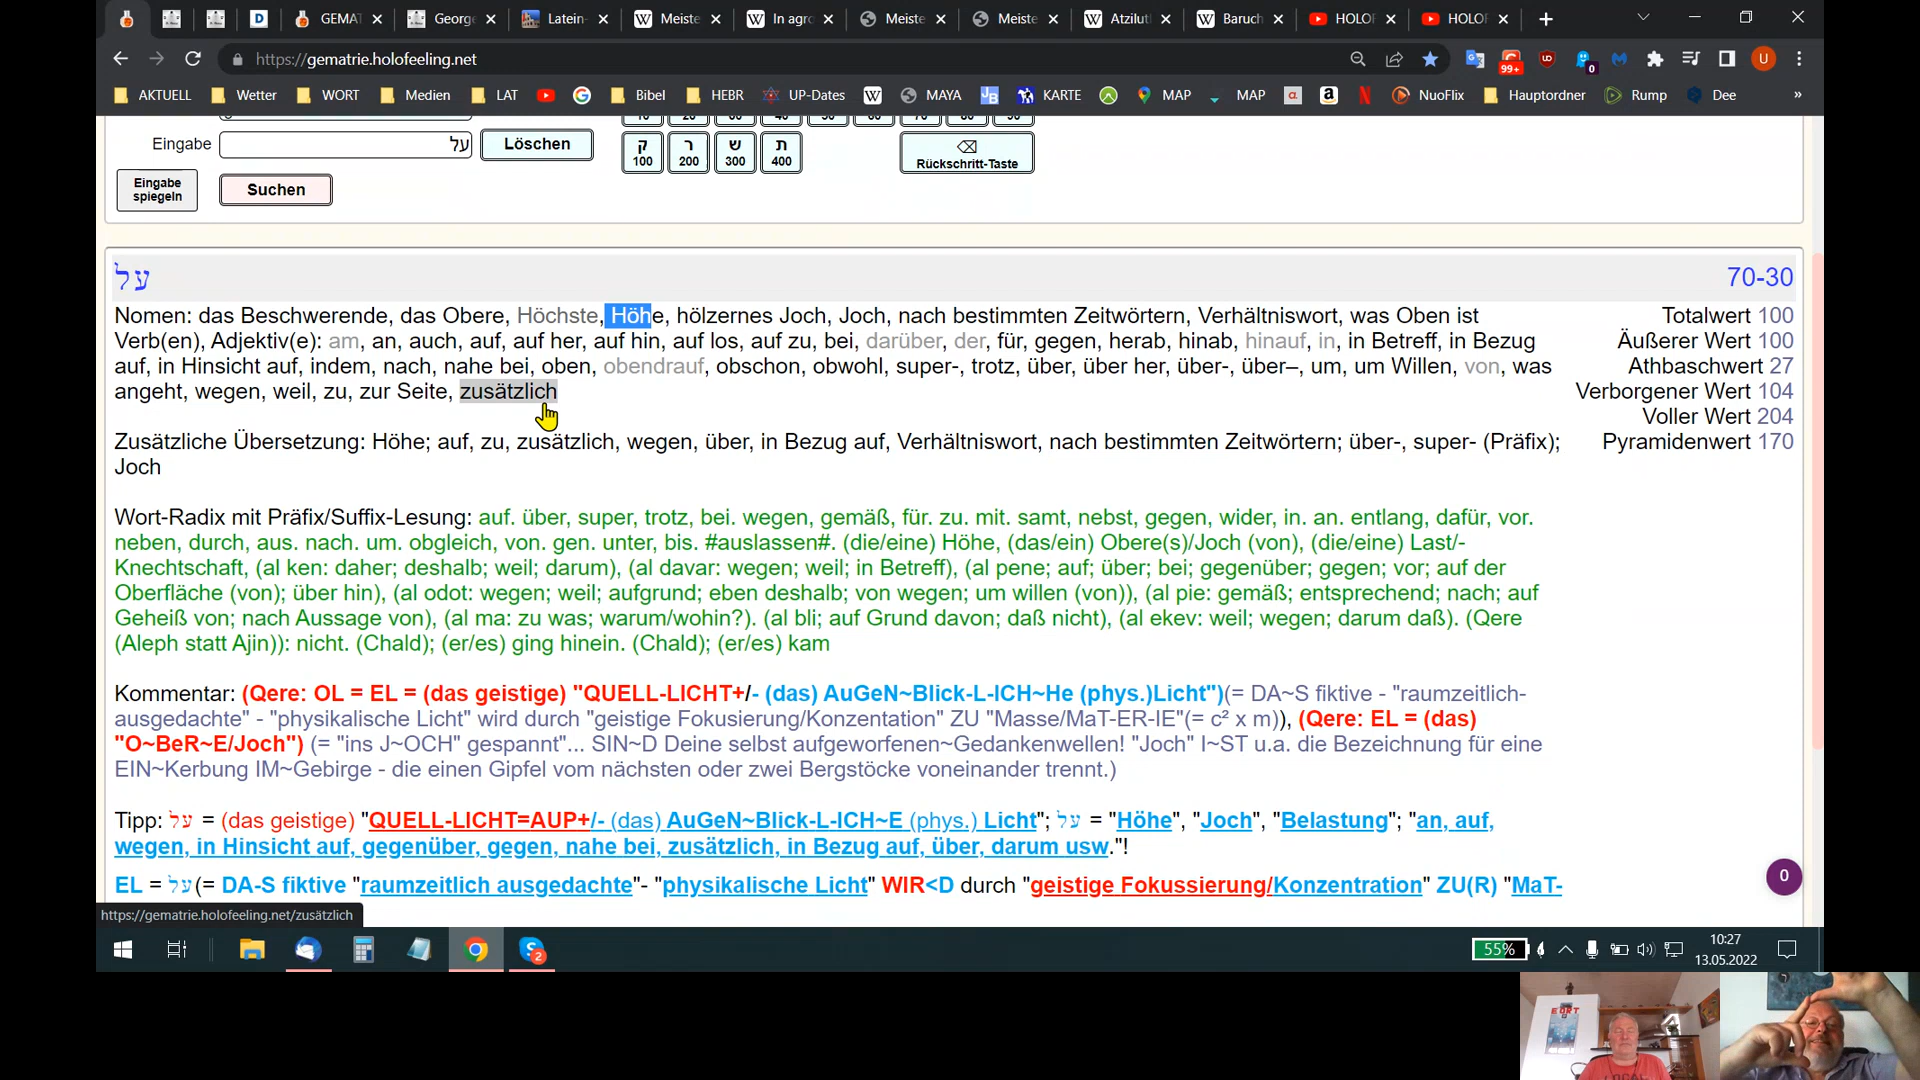 GEMAT
George
Latein-
Meiste
In agro
Meiste
Meiste
Atzilut
Baruch
HOLOF
HOLOF
https://gematrie.holofeeling.net
99+
0
U
AKTUELL
Wetter
WORT
Medien
LAT
Bibel
HEBR
UP-Dates
MAYA
KARTE
MAP
MAP
NuoFlix
Hauptordner
Rump
Dee
»
Eingabe
על
Löschen
ק 100
ר 200
ש 300
ת 400
Rückschritt-Taste
Eingabe spiegeln
Suchen
על
70-30
Nomen: das Beschwerende, das Obere, Höchste, Höhe, hölzernes Joch, Joch, nach bestimmten Zeitwörtern, Verhältniswort, was Oben ist
Verb(en), Adjektiv(e): am, an, auch, auf, auf her, auf hin, auf los, auf zu, bei, darüber, der, für, gegen, herab, hinab, hinauf, in, in Betreff, in Bezug
auf, in Hinsicht auf, indem, nach, nahe bei, oben, obendrauf, obschon, obwohl, super-, trotz, über, über her, über-, über–, um, um Willen, von, was
angeht, wegen, weil, zu, zur Seite, zusätzlich
Totalwert 100
Äußerer Wert 100
Athbaschwert 27
Verborgener Wert 104
Voller Wert 204
Pyramidenwert 170
Zusätzliche Übersetzung: Höhe; auf, zu, zusätzlich, wegen, über, in Bezug auf, Verhältniswort, nach bestimmten Zeitwörtern; über-, super- (Präfix);
Joch
Wort-Radix mit Präfix/Suffix-Lesung: auf. über, super, trotz, bei. wegen, gemäß, für. zu. mit. samt, nebst, gegen, wider, in. an. entlang, dafür, vor.
neben, durch, aus. nach. um. obgleich, von. gen. unter, bis. #auslassen#. (die/eine) Höhe, (das/ein) Obere(s)/Joch (von), (die/eine) Last/-
Knechtschaft, (al ken: daher; deshalb; weil; darum), (al davar: wegen; weil; in Betreff), (al pene; auf; über; bei; gegenüber; gegen; vor; auf der
Oberfläche (von); über hin), (al odot: wegen; weil; aufgrund; eben deshalb; von wegen; um willen (von)), (al pie: gemäß; entsprechend; nach; auf
Geheiß von; nach Aussage von), (al ma: zu was; warum/wohin?). (al bli; auf Grund davon; daß nicht), (al ekev: weil; wegen; darum daß). (Qere
(Aleph statt Ajin)): nicht. (Chald); (er/es) ging hinein. (Chald); (er/es) kam
Kommentar: (Qere: OL = EL = (das geistige) "QUELL-LICHT+/- (das) AuGeN~Blick-L-ICH~He (phys.)Licht")(= DA~S fiktive - "raumzeitlich-
ausgedachte" - "physikalische Licht" wird durch "geistige Fokusierung/Konzentation" ZU "Masse/MaT-ER-IE"(= c² x m)), (Qere: EL = (das)
"O~BeR~E/Joch") (= "ins J~OCH" gespannt"... SIN~D Deine selbst aufgeworfenen~Gedankenwellen! "Joch" I~ST u.a. die Bezeichnung für eine
EIN~Kerbung IM~Gebirge - die einen Gipfel vom nächsten oder zwei Bergstöcke voneinander trennt.)
Tipp: על = (das geistige) "QUELL-LICHT=AUP+/- (das) AuGeN~Blick-L-ICH~E (phys.) Licht"; על = "Höhe", "Joch", "Belastung"; "an, auf,
wegen, in Hinsicht auf, gegenüber, gegen, nahe bei, zusätzlich, in Bezug auf, über, darum usw."!
EL = על(= DA-S fiktive "raumzeitlich ausgedachte"- "physikalische Licht" WIR<D durch "geistige Fokussierung/Konzentration" ZU(R) "MaT-
0
https://gematrie.holofeeling.net/zusätzlich
2
55%
10:27
13.05.2022